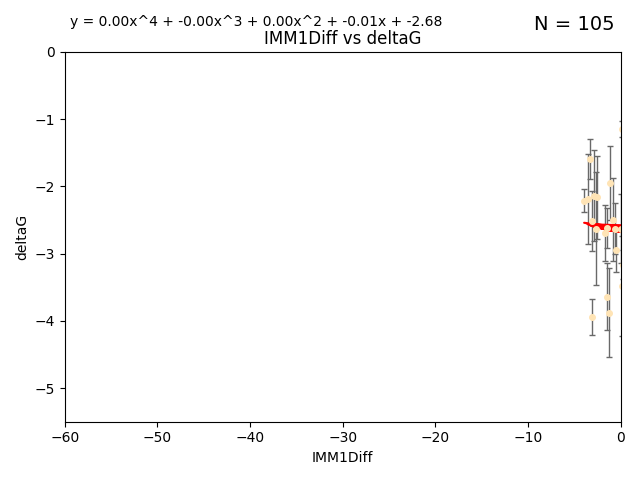 y = 0.00x^4 + -0.00x^3 + 0.00x^2 + -0.01x + -2.68
N = 105
IMM1Diff vs deltaG
0
−1
−2
−3
−4
−5
deltaG
−60
−50
−40
−30
−20
−10
0
IMM1Diff